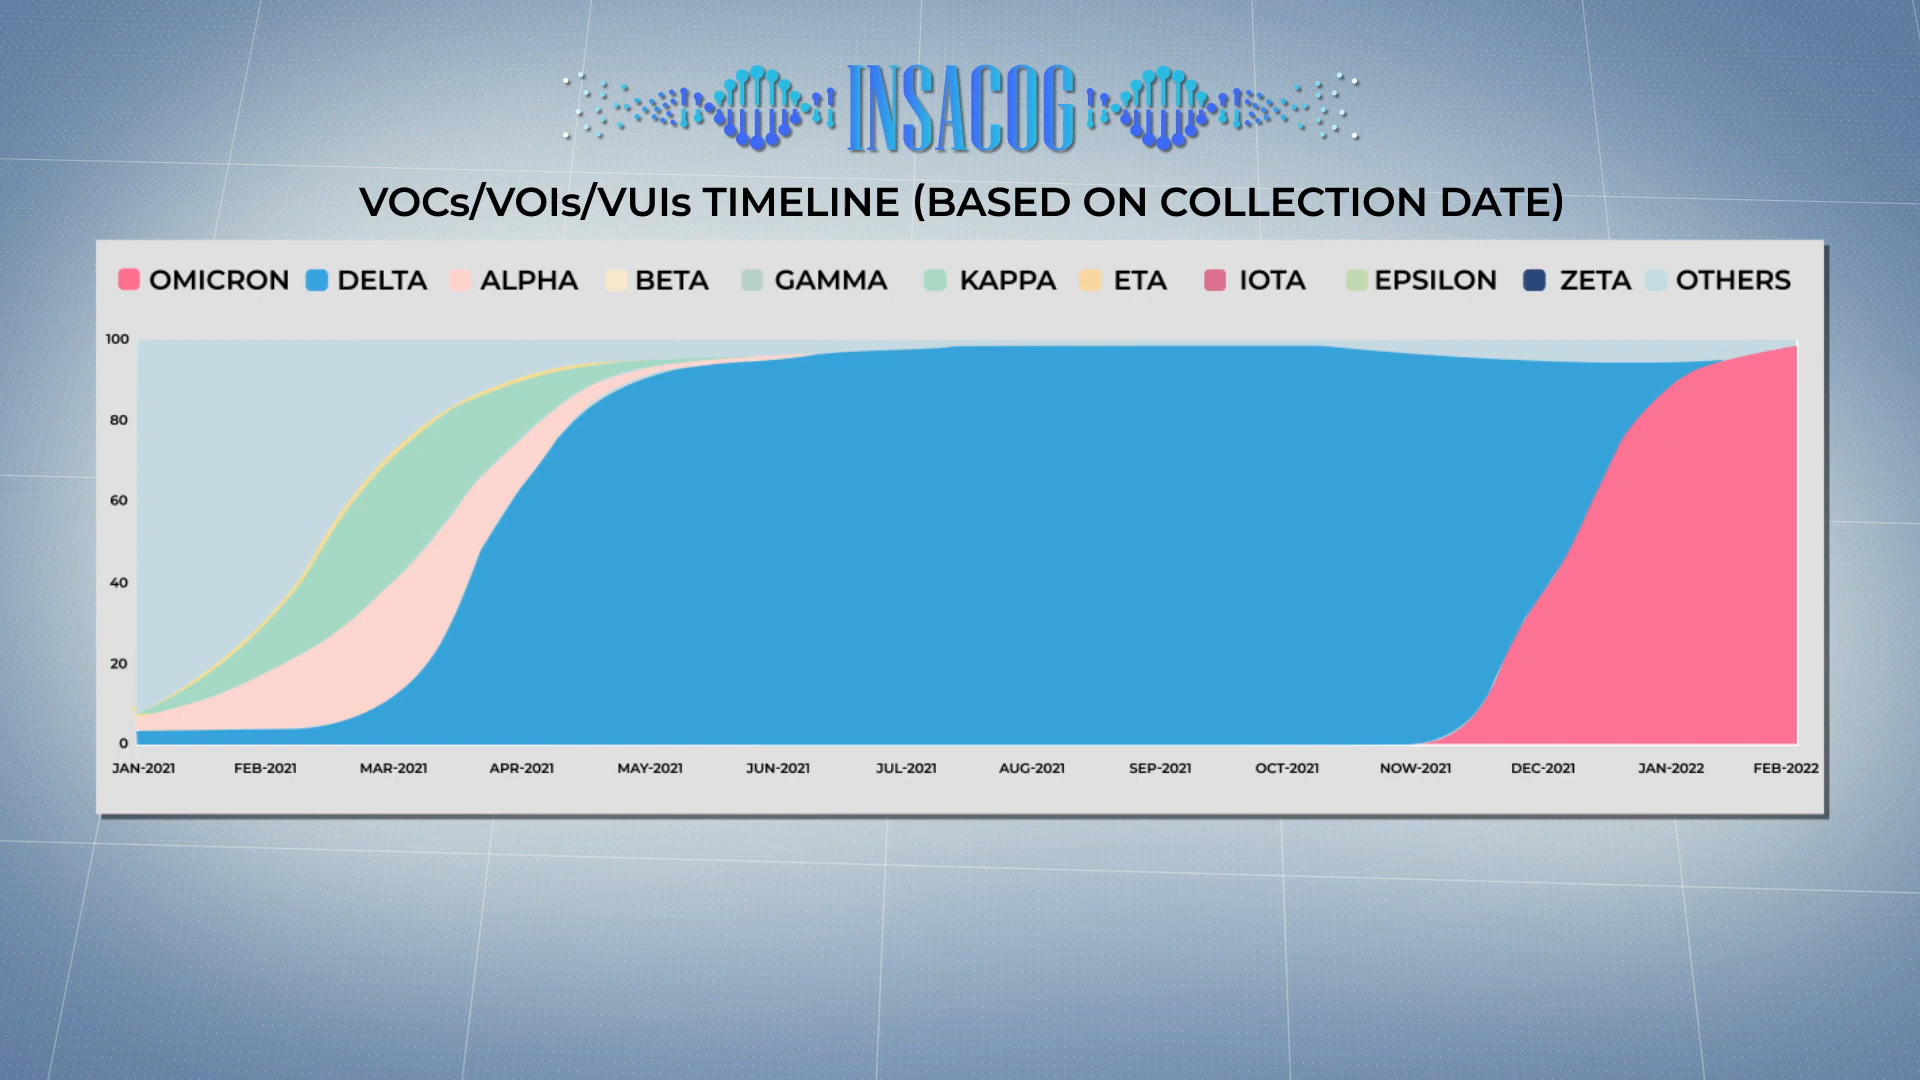 INSACOG
VOCs/VOIs/VUIs TIMELINE (BASED ON COLLECTION DATE)
OMICRON DELTA ALPHA BETA GAMMA KAPPA ETA IOTA EPSILON ZETA OTHERS
100
80
60
40
20
0
JAN-2021 FEB-2021 MAR-2021 APR-2021 MAY-2021 JUN-2021 JUL-2021 AUG-2021 SEP-2021 OCT-2021 NOW-2021 DEC-2021 JAN-2022 FEB-2022